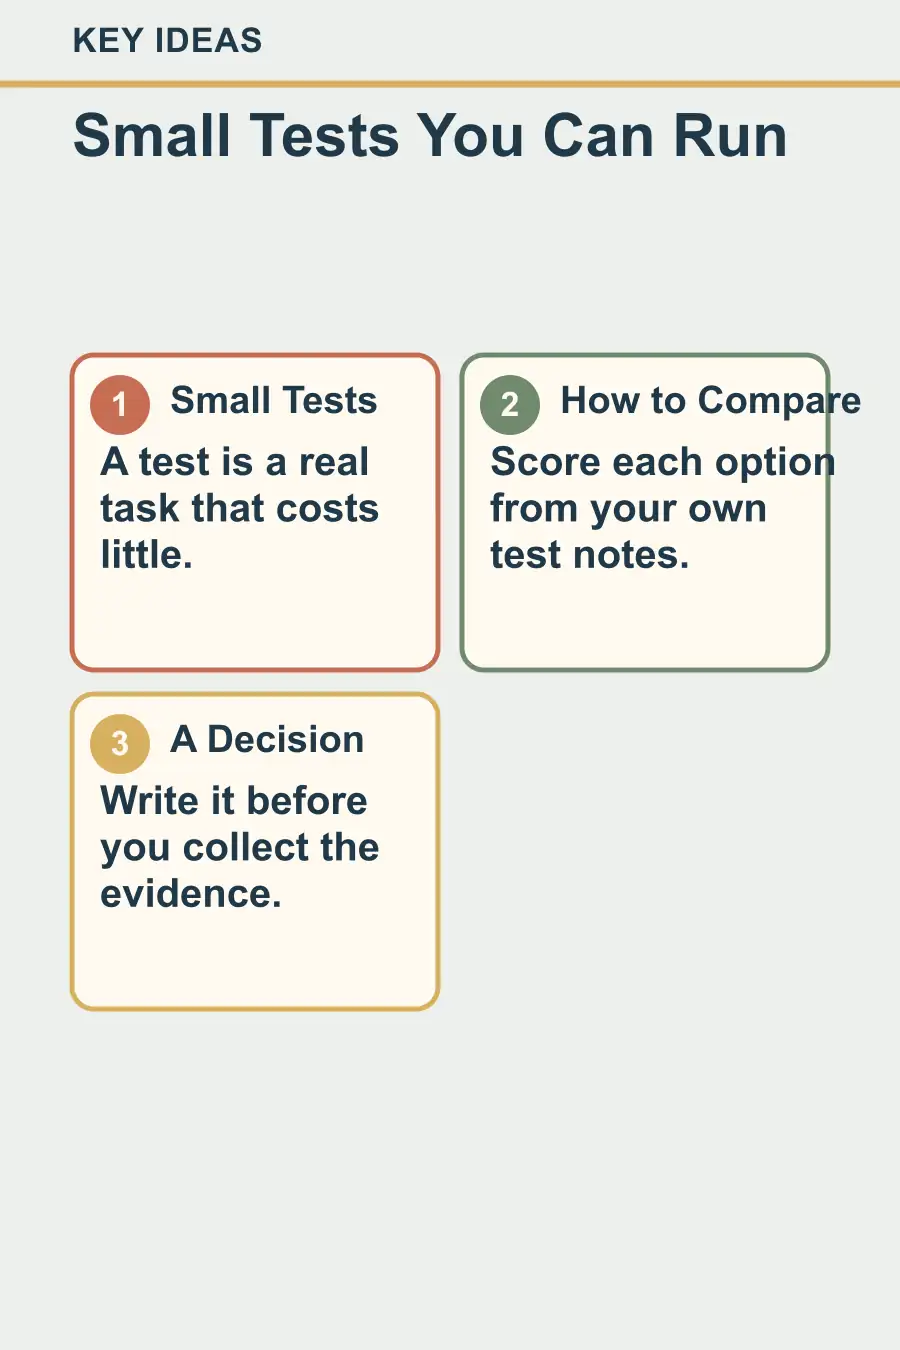 KEY IDEAS
Small Tests You Can Run
1 Small Tests
A test is a real
task that costs
little.
2 How to Compare
Score each option
from your own
test notes.
3 A Decision
Write it before
you collect the
evidence.